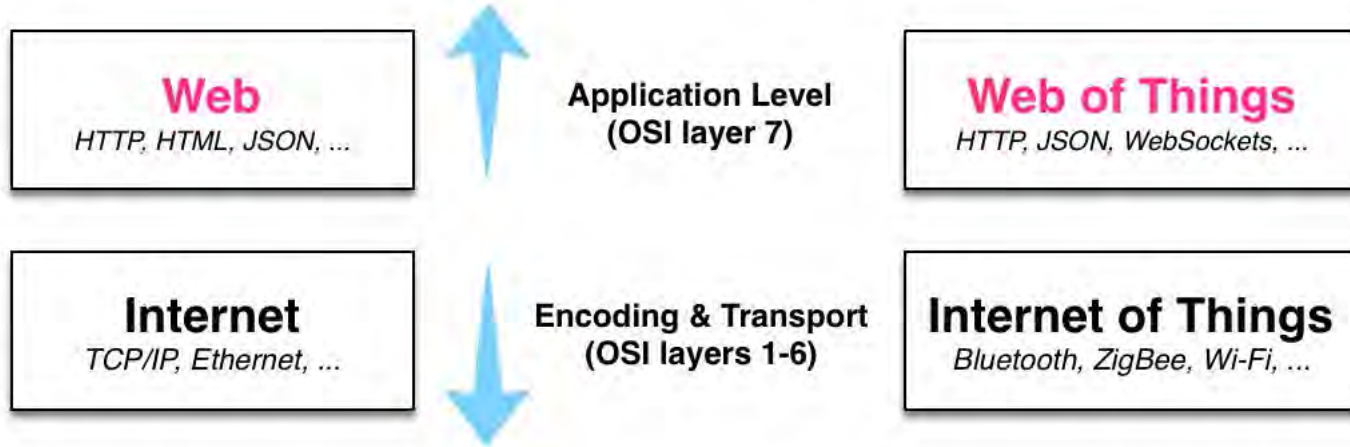 Web
HTTP, HTML, JSON, ...
Application Level
(OSI layer 7)
Web of Things
HTTP, JSON, WebSockets, ...
Internet
TCP/IP, Ethernet, ...
Encoding & Transport
(OSI layers 1-6)
Internet of Things
Bluetooth, ZigBee, Wi-Fi, ...